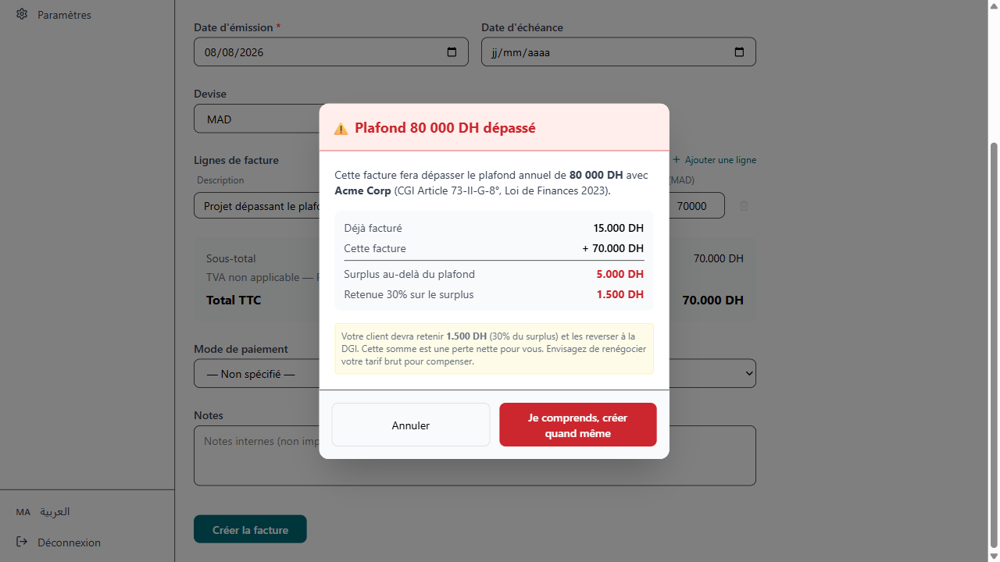 Paramètres
Date d'émission *
Date d'échéance
08/08/2026
jj/mm/aaaa
Devise
MAD
Lignes de facture
+ Ajouter une ligne
Description
(MAD)
Projet dépassant le plafo
70000
Sous-total
70.000 DH
TVA non applicable —
Total TTC
70.000 DH
Mode de paiement
— Non spécifié —
Notes
Notes internes (non imp
Créer la facture
MA العربية
Déconnexion
⚠️ Plafond 80 000 DH dépassé
Cette facture fera dépasser le plafond annuel de 80 000 DH avec
Acme Corp (CGI Article 73-II-G-8°, Loi de Finances 2023).
Déjà facturé 15.000 DH
Cette facture + 70.000 DH
Surplus au-delà du plafond 5.000 DH
Retenue 30% sur le surplus 1.500 DH
Votre client devra retenir 1.500 DH (30% du surplus) et les reverser à la
DGI. Cette somme est une perte nette pour vous. Envisagez de renégocier
votre tarif brut pour compenser.
Annuler
Je comprends, créer
quand même